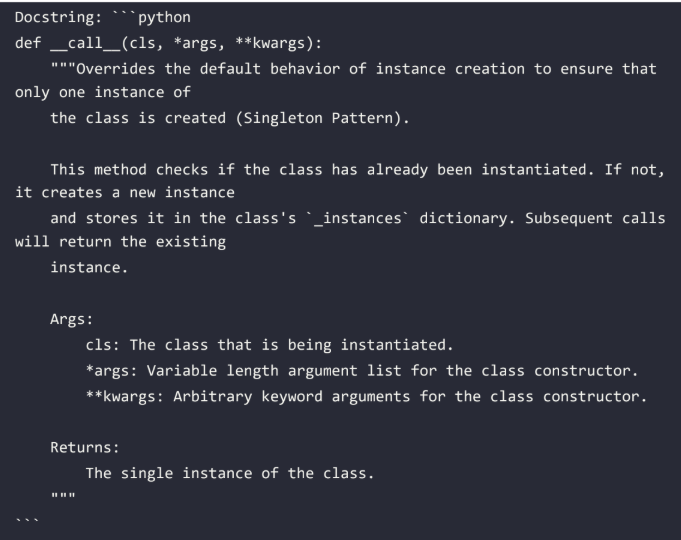 Docstring: ```python
def __call__(cls, *args, **kwargs):
    """Overrides the default behavior of instance creation to ensure that
only one instance of
    the class is created (Singleton Pattern).

    This method checks if the class has already been instantiated. If not,
it creates a new instance
    and stores it in the class's `_instances` dictionary. Subsequent calls
will return the existing
    instance.

    Args:
        cls: The class that is being instantiated.
        *args: Variable length argument list for the class constructor.
        **kwargs: Arbitrary keyword arguments for the class constructor.

    Returns:
        The single instance of the class.
    """
```